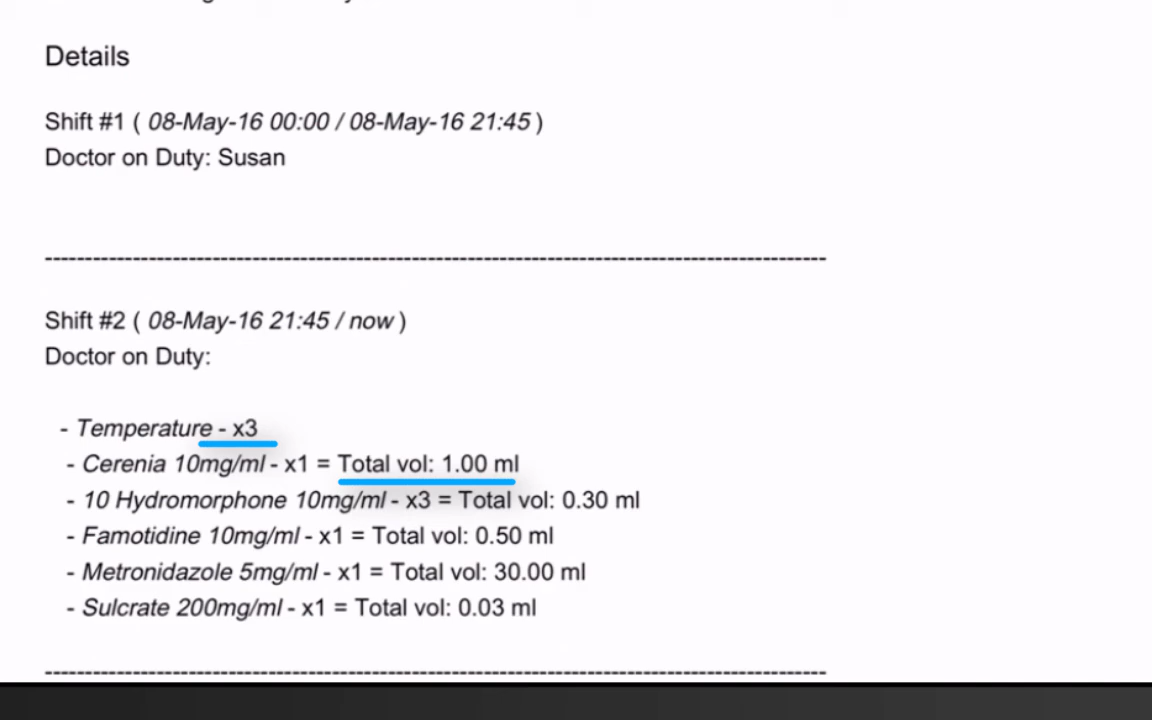 Details
Shift #1 ( 08-May-16 00:00 / 08-May-16 21:45 )
Doctor on Duty: Susan
--------------------------------------------------------------------------------------------------
Shift #2 ( 08-May-16 21:45 / now )
Doctor on Duty:
- Temperature - x3
- Cerenia 10mg/ml - x1 = Total vol: 1.00 ml
- 10 Hydromorphone 10mg/ml - x3 = Total vol: 0.30 ml
- Famotidine 10mg/ml - x1 = Total vol: 0.50 ml
- Metronidazole 5mg/ml - x1 = Total vol: 30.00 ml
- Sulcrate 200mg/ml - x1 = Total vol: 0.03 ml
--------------------------------------------------------------------------------------------------